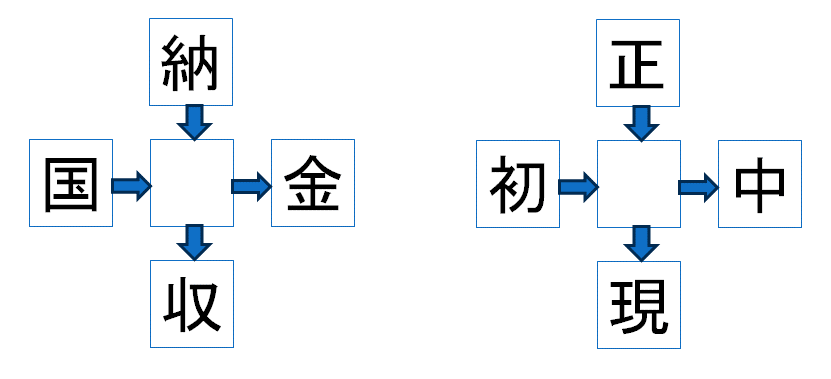 納 正
国 金 初 中
収 現